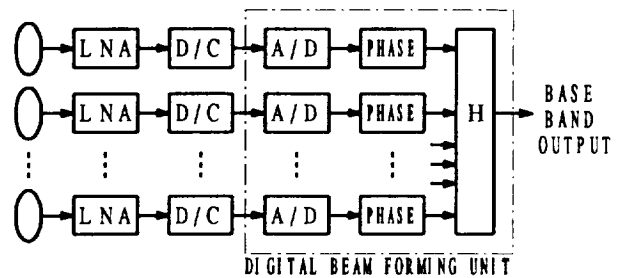 LNA D/C A/D PHASE
LNA D/C A/D PHASE
H
BASE
BAND
OUTPUT
LNA D/C A/D PHASE
DIGITAL BEAM FORMING UNIT